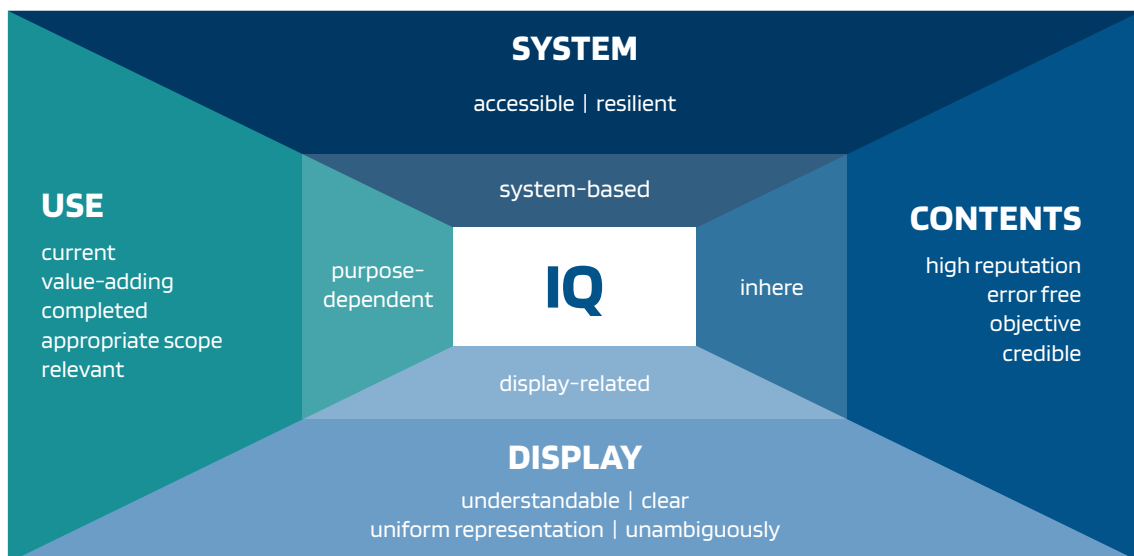 SYSTEM
accessible | resilient
system-based
USE
current
value-adding
completed
appropriate scope
relevant
purpose-
dependent
IQ
inhere
CONTENTS
high reputation
error free
objective
credible
display-related
DISPLAY
understandable | clear
uniform representation | unambiguously